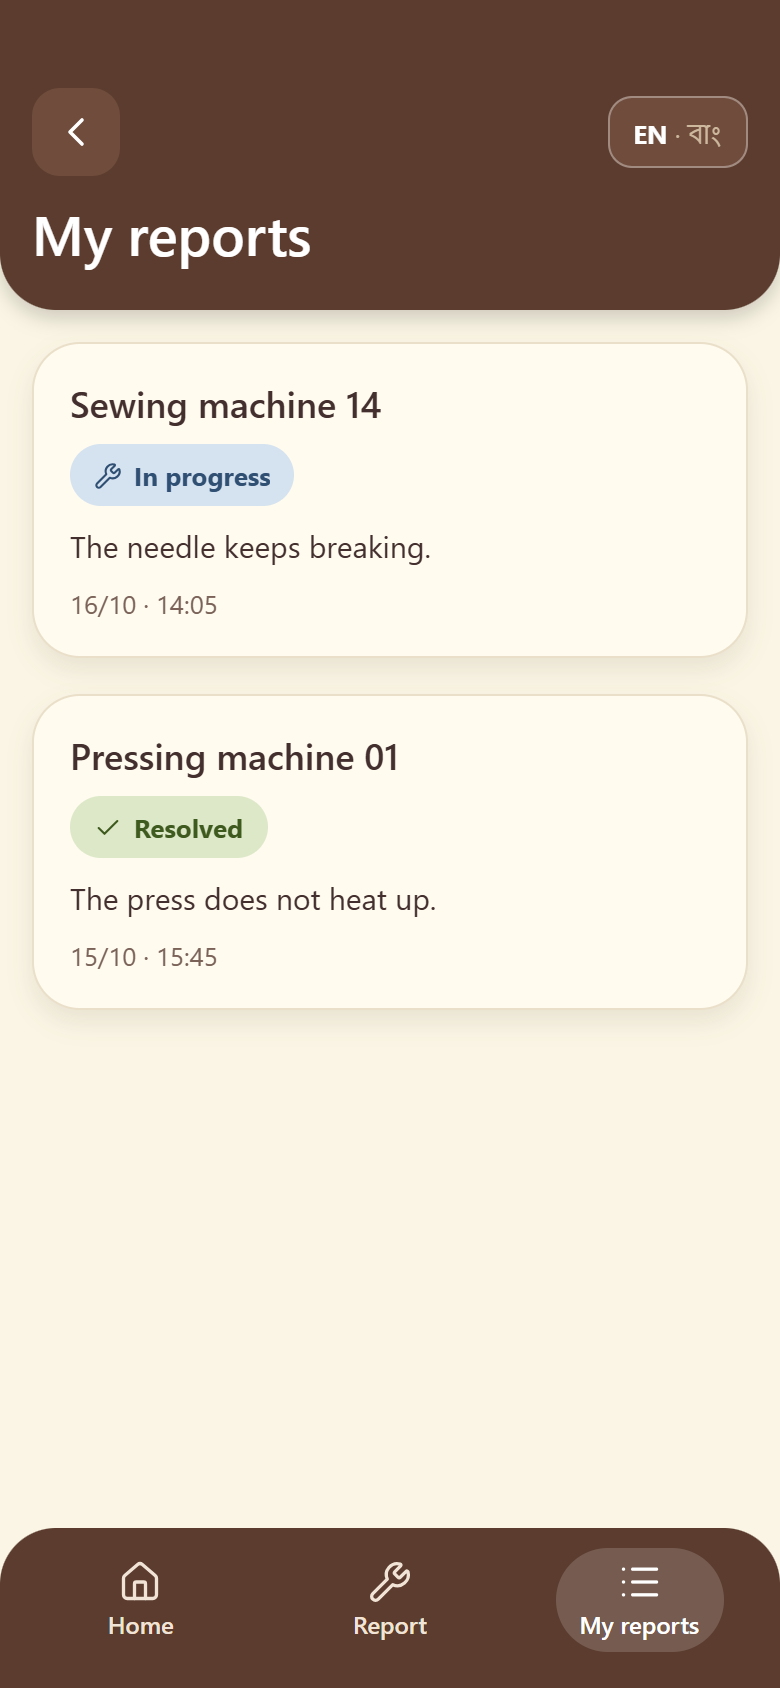 EN · বাং
My reports
Sewing machine 14
In progress
The needle keeps breaking.
16/10 · 14:05
Pressing machine 01
Resolved
The press does not heat up.
15/10 · 15:45
Home
Report
My reports